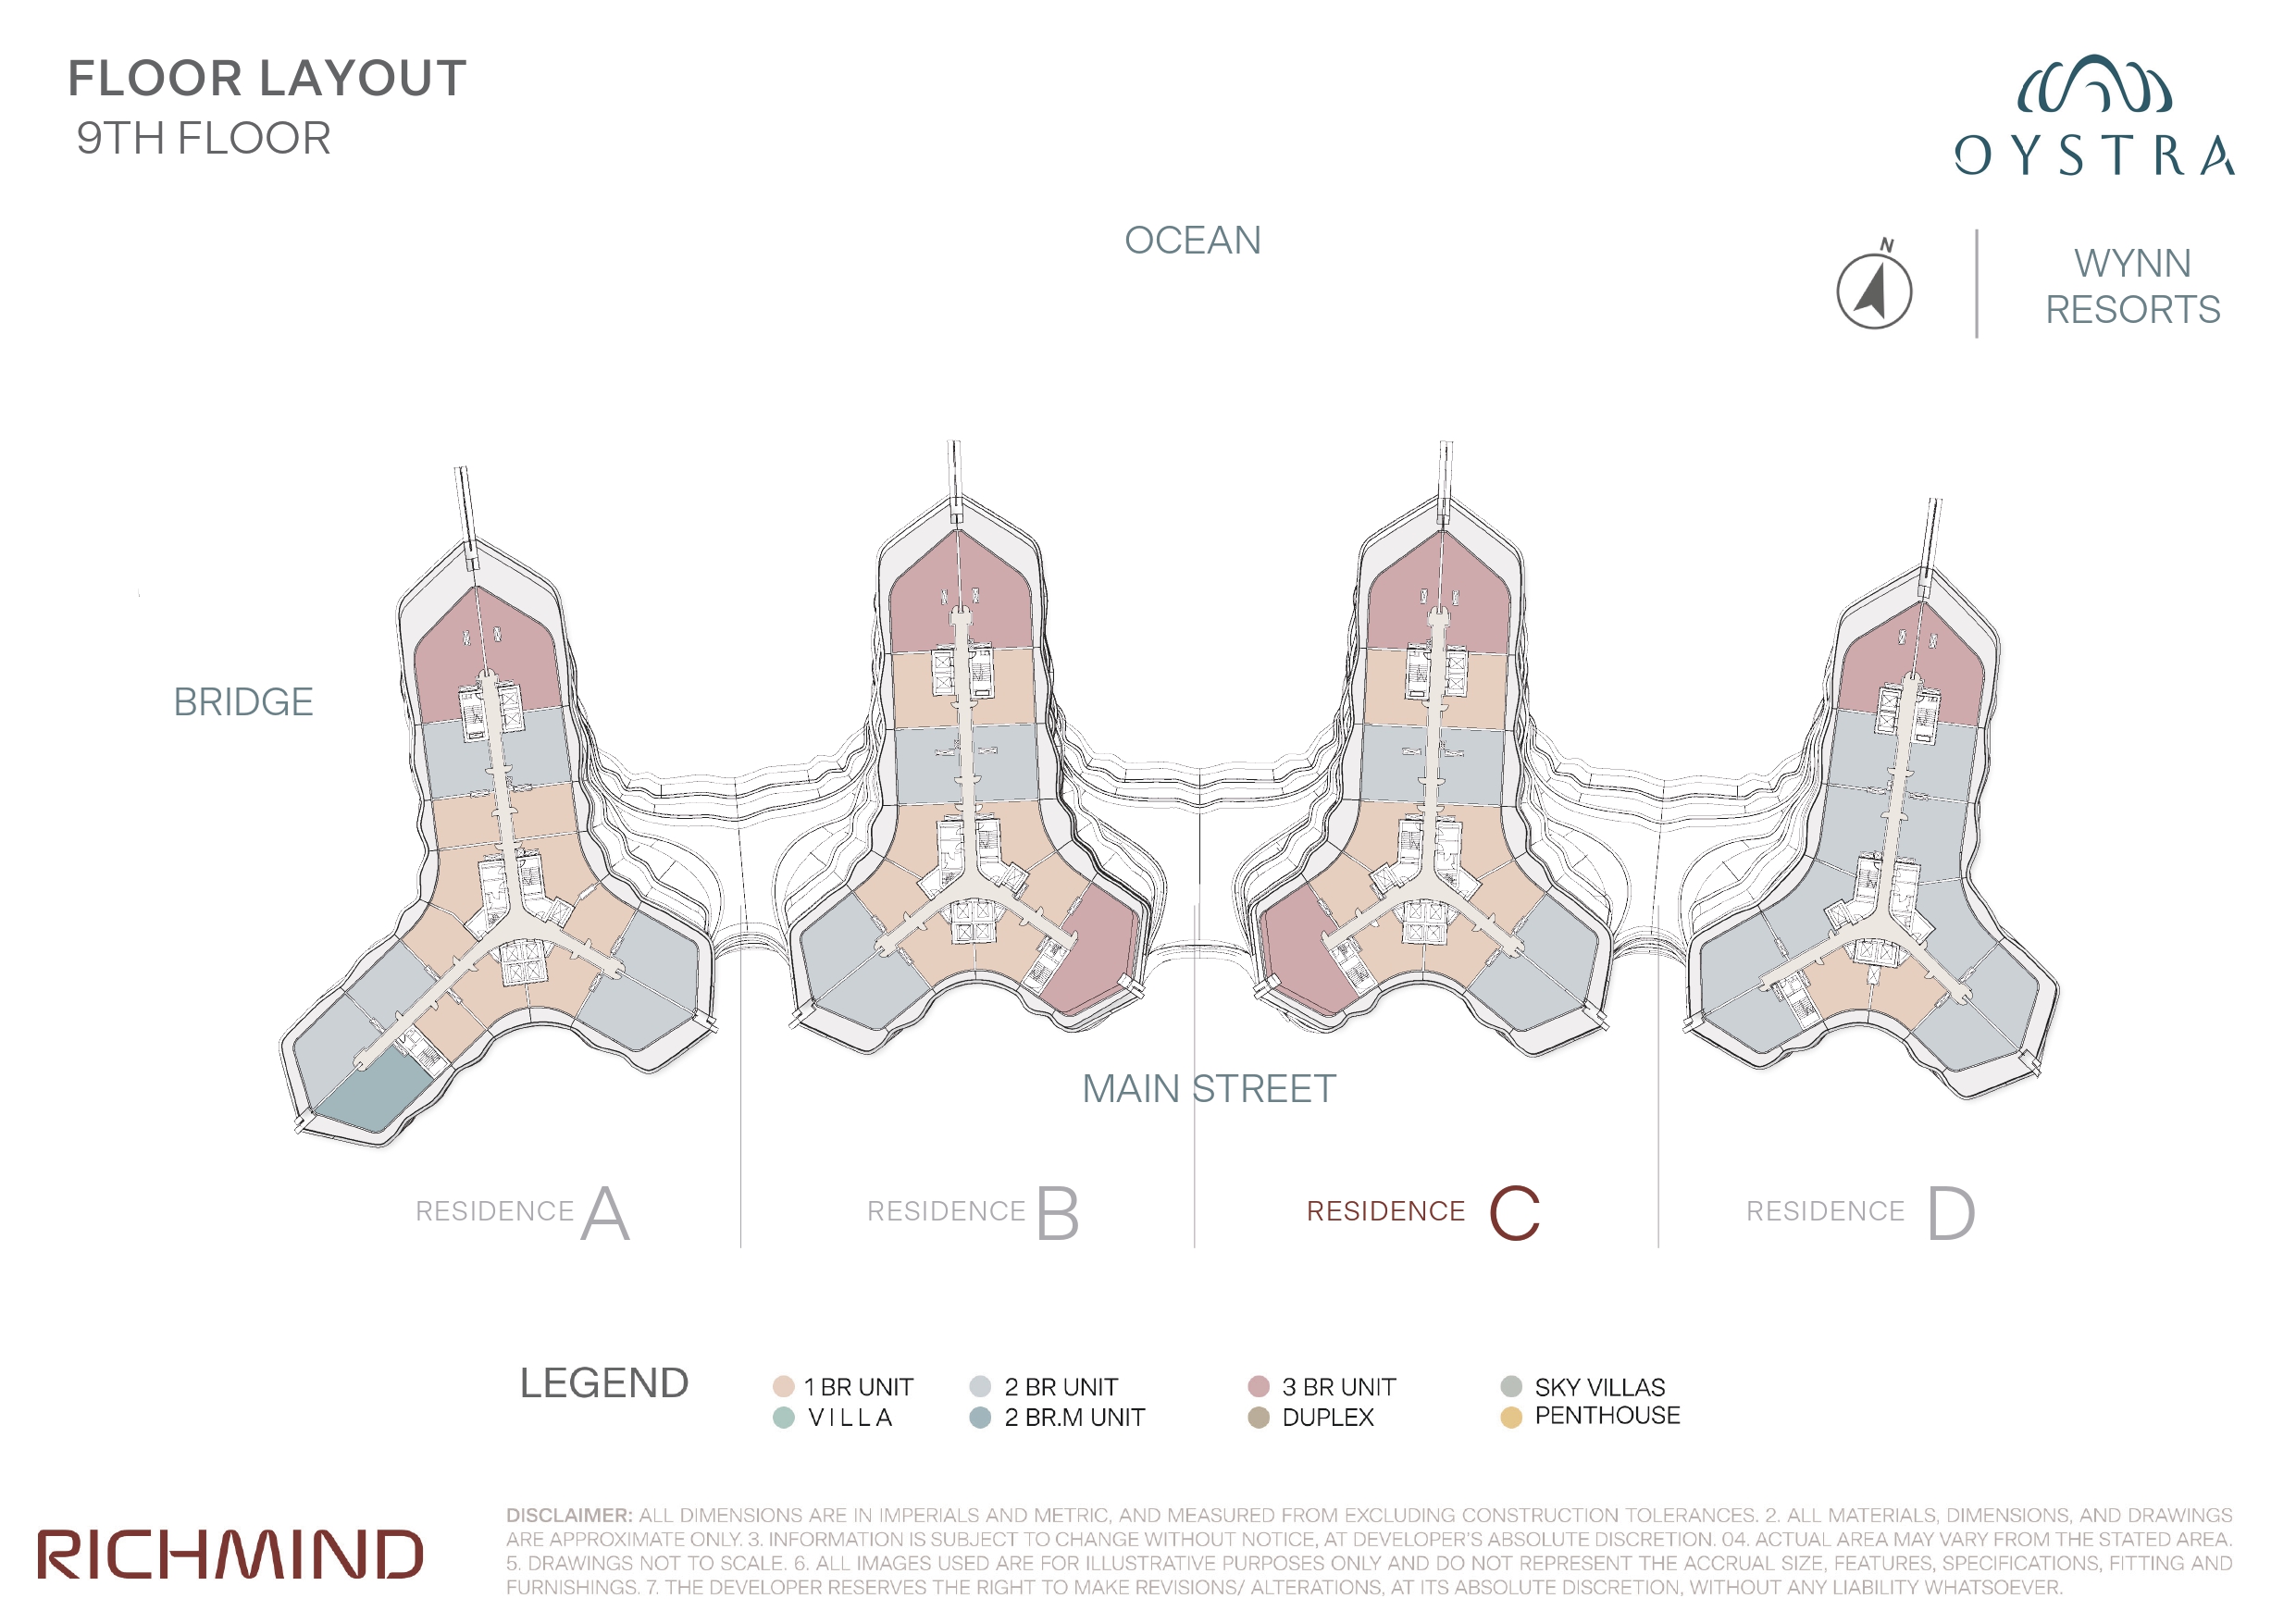 FLOOR LAYOUT
9TH FLOOR
OYSTRA
OCEAN
N
WYNN
RESORTS
BRIDGE
MAIN STREET
RESIDENCE A
RESIDENCE B
RESIDENCE C
RESIDENCE D
LEGEND
1 BR UNIT
2 BR UNIT
3 BR UNIT
SKY VILLAS
VILLA
2 BR.M UNIT
DUPLEX
PENTHOUSE
RICHMIND
DISCLAIMER: ALL DIMENSIONS ARE IN IMPERIALS AND METRIC, AND MEASURED FROM EXCLUDING CONSTRUCTION TOLERANCES. 2. ALL MATERIALS, DIMENSIONS, AND DRAWINGS
ARE APPROXIMATE ONLY. 3. INFORMATION IS SUBJECT TO CHANGE WITHOUT NOTICE, AT DEVELOPER'S ABSOLUTE DISCRETION. 04. ACTUAL AREA MAY VARY FROM THE STATED AREA.
5. DRAWINGS NOT TO SCALE. 6. ALL IMAGES USED ARE FOR ILLUSTRATIVE PURPOSES ONLY AND DO NOT REPRESENT THE ACCRUAL SIZE, FEATURES, SPECIFICATIONS, FITTING AND
FURNISHINGS. 7. THE DEVELOPER RESERVES THE RIGHT TO MAKE REVISIONS/ ALTERATIONS, AT ITS ABSOLUTE DISCRETION, WITHOUT ANY LIABILITY WHATSOEVER.